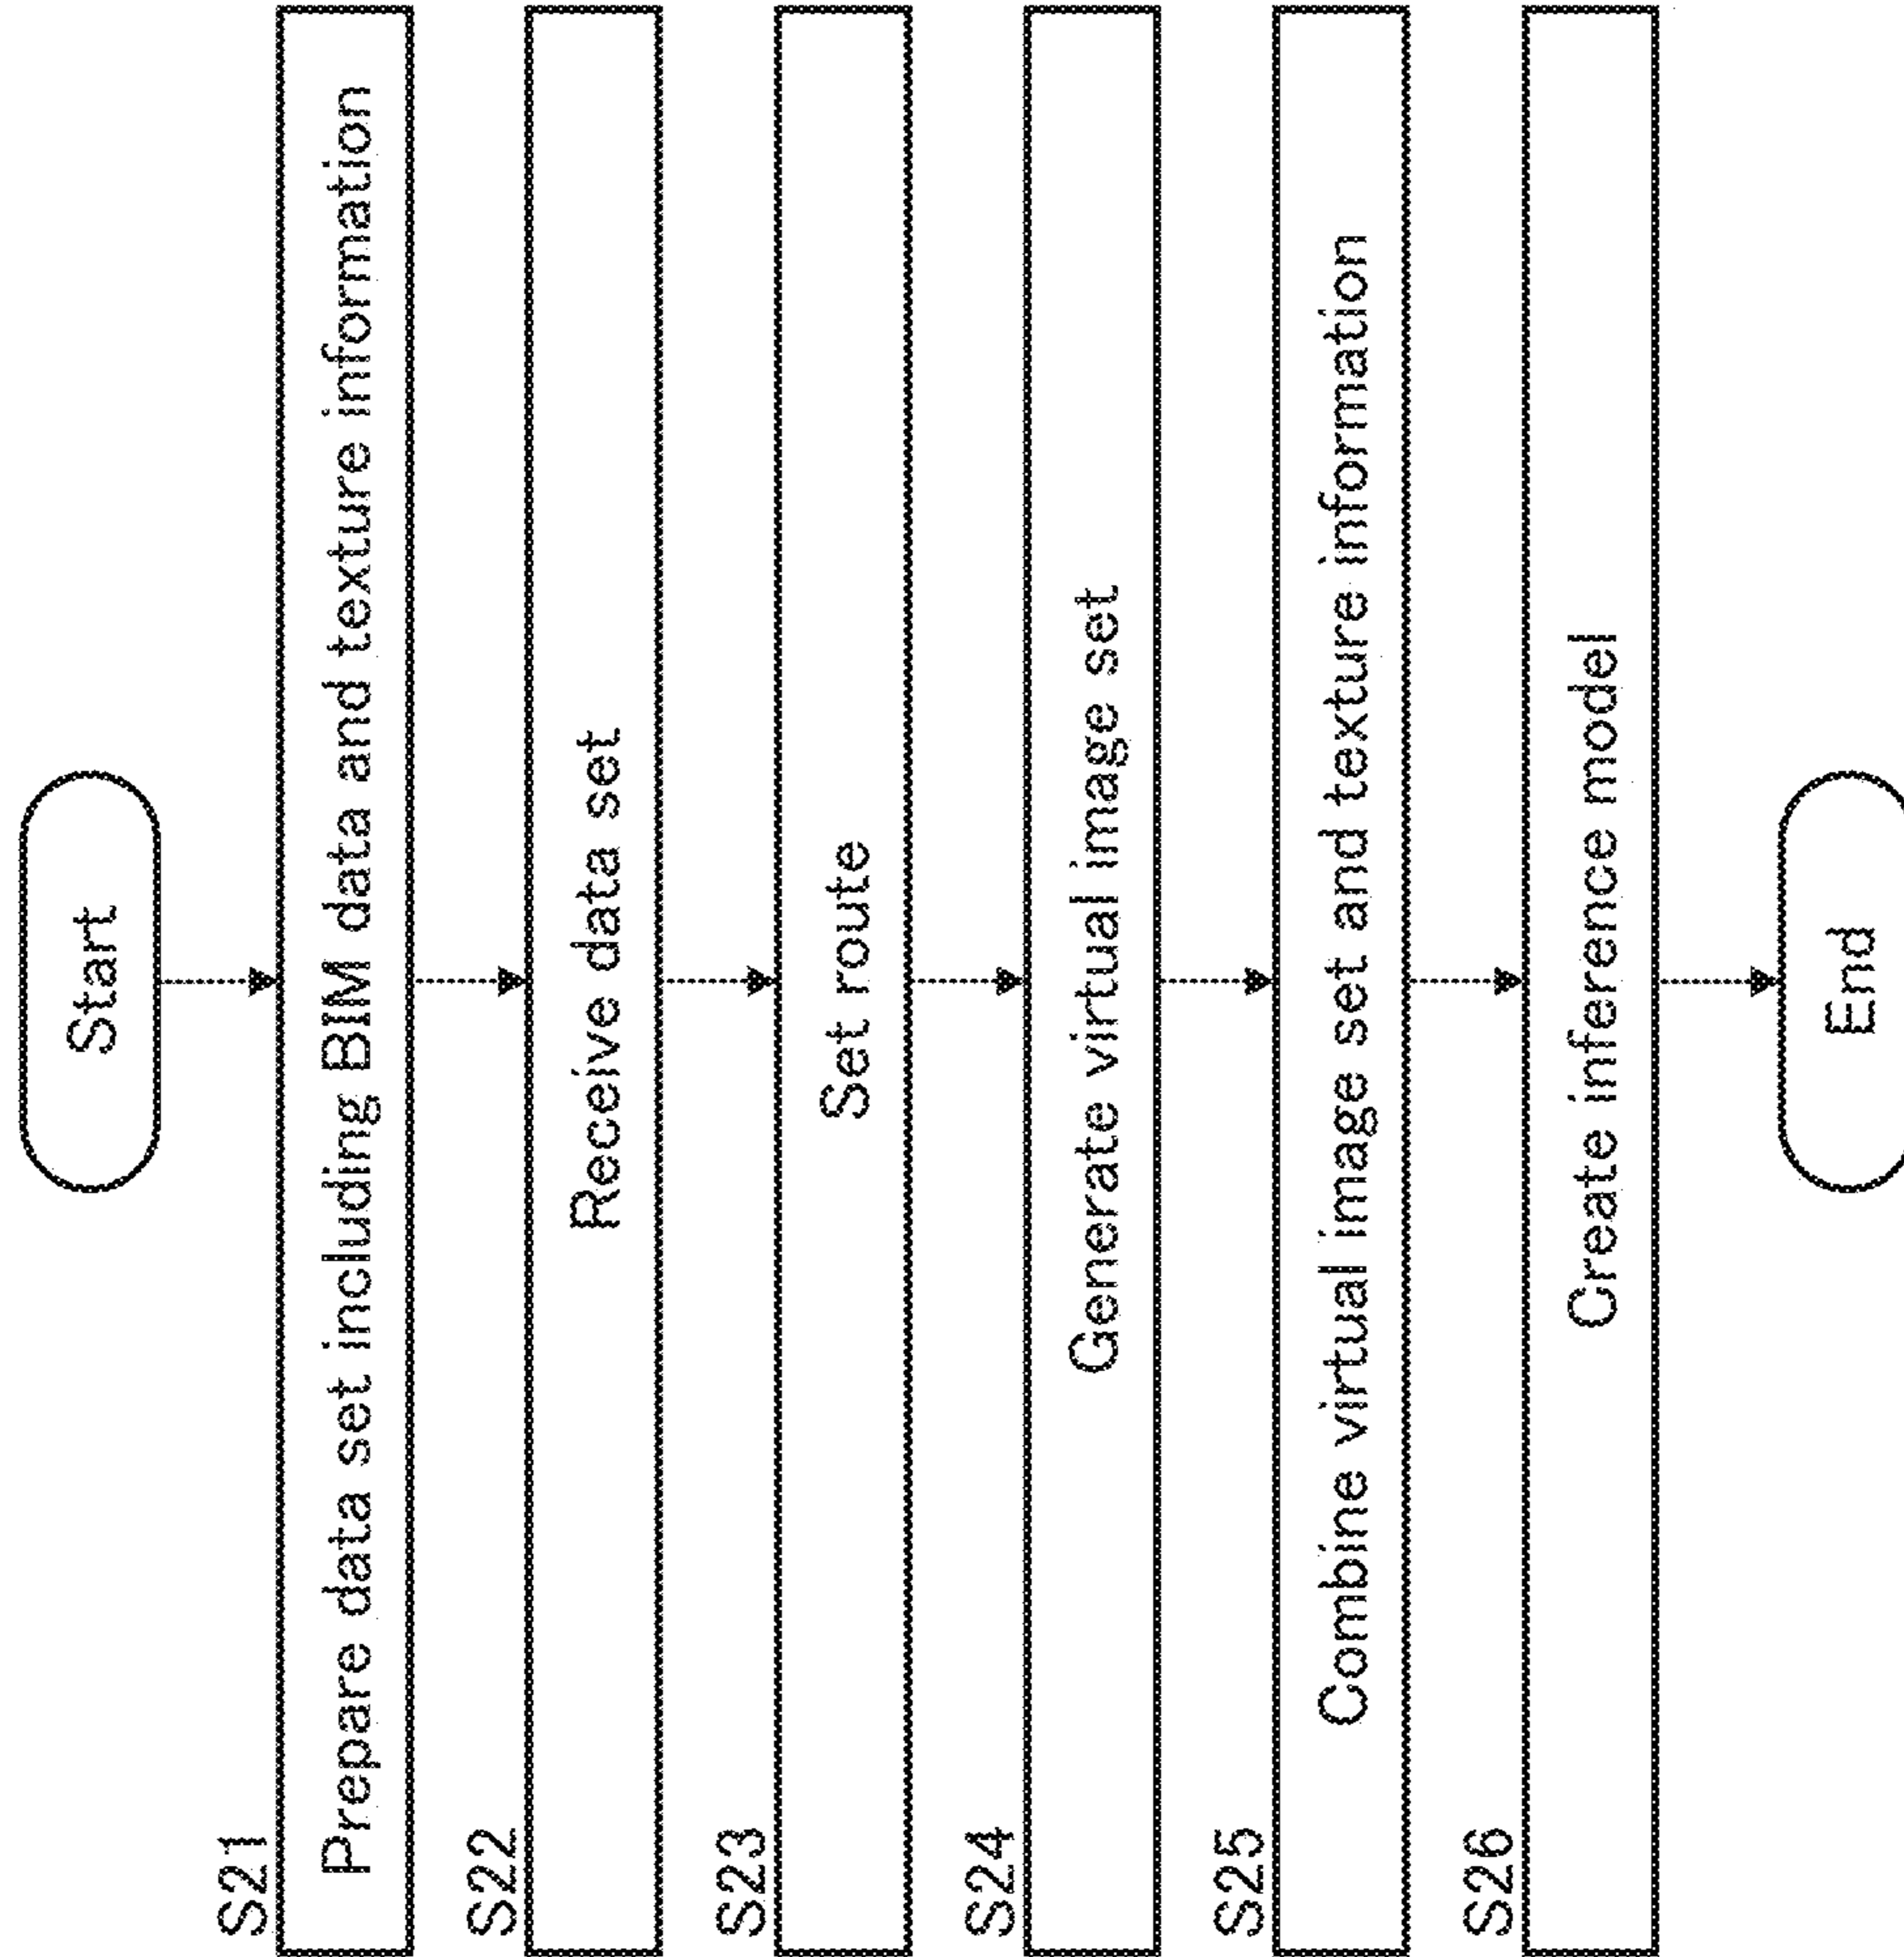 Start
S21
Prepare data set including BIM data and texture information
S22
Receive data set
S23
Set route
S24
Generate virtual image set
S25
Combine virtual image set and texture information
S26
Create inference model
End